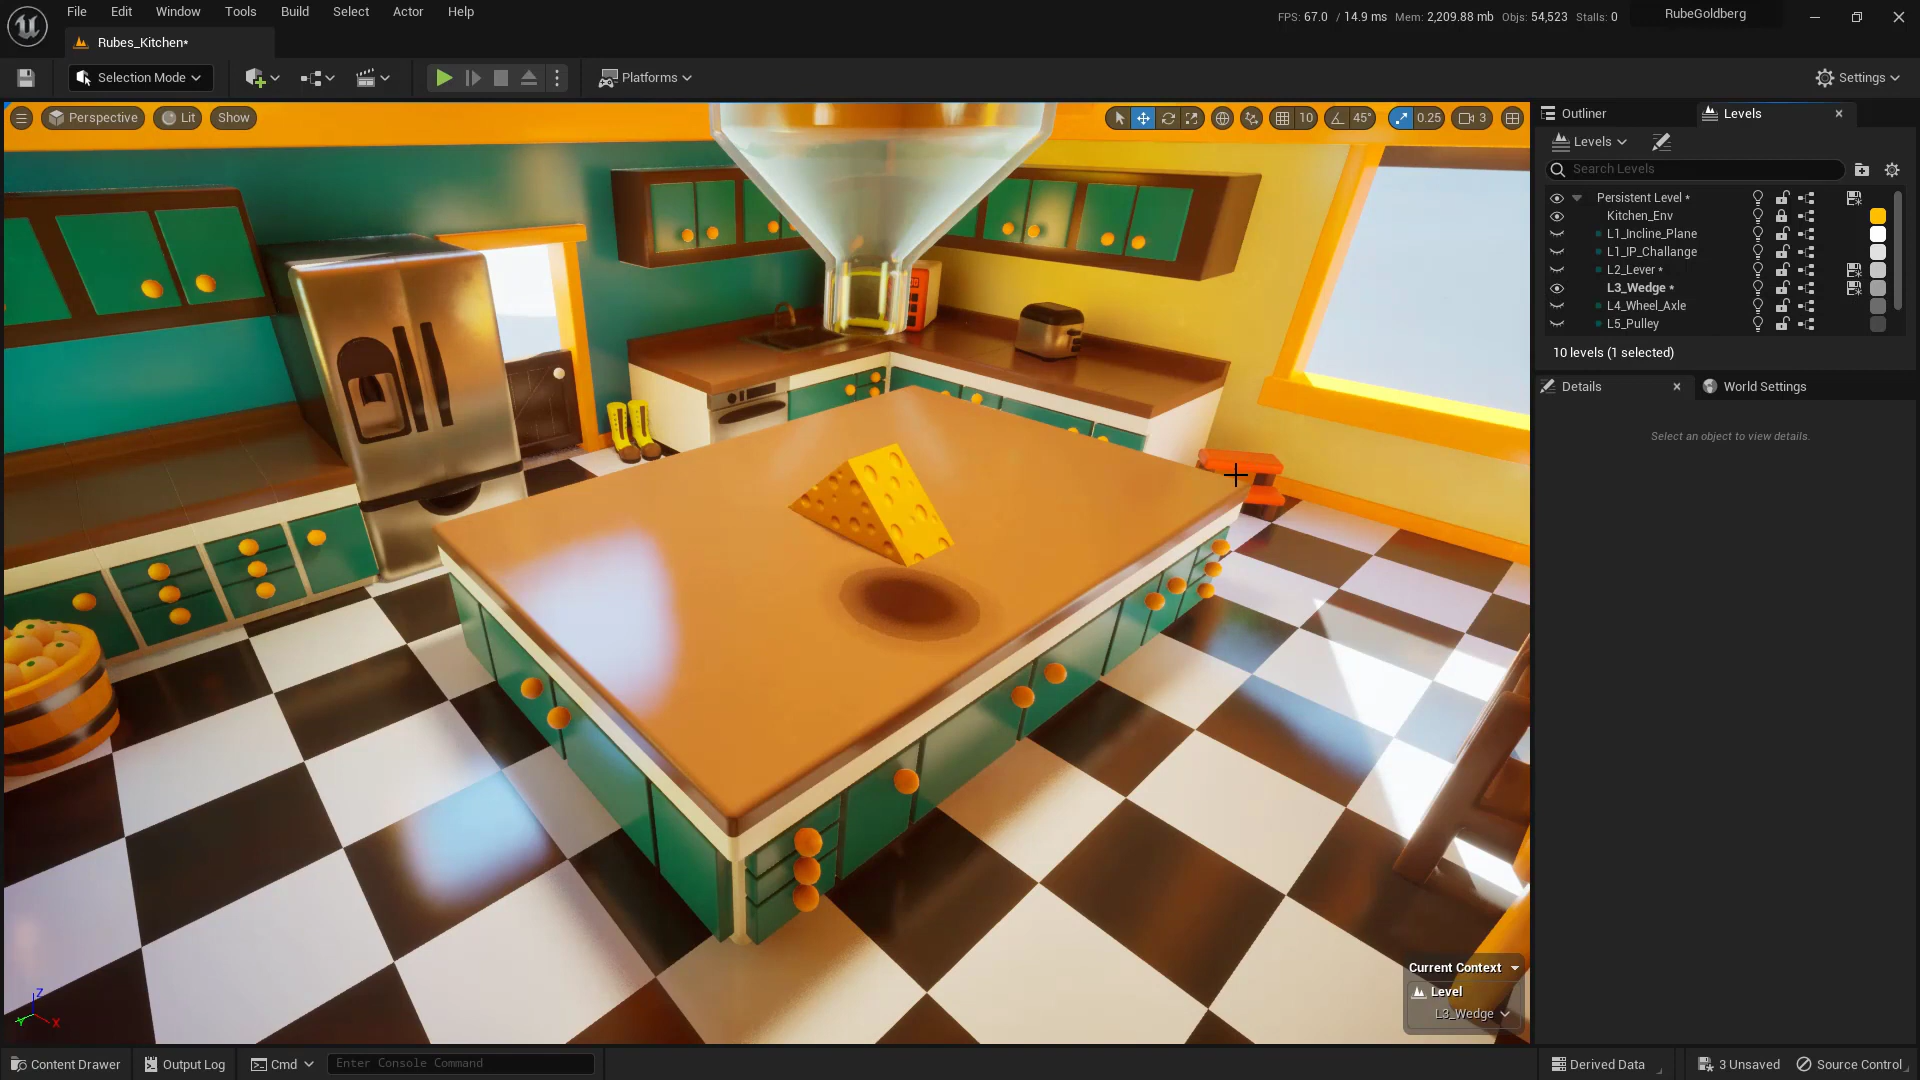 File Edit Window Tools Build Select Actor Help
FPS: 67.0 / 14.9 ms Mem: 2,209.88 mb Objs: 54,523 Stalls: 0
RubeGoldberg
Rubes_Kitchen*
Selection Mode
Platforms
Settings
Perspective Lit Show
10 45° 0.25 3
Outliner Levels
Levels
Search Levels
Persistent Level *
Kitchen_Env
L1_Incline_Plane
L1_IP_Challange
L2_Lever *
L3_Wedge *
L4_Wheel_Axle
L5_Pulley
10 levels (1 selected)
Details World Settings
Select an object to view details.
Current Context
Level
L3_Wedge
Z
Y X
Content Drawer Output Log Cmd Enter Console Command
Derived Data 3 Unsaved Source Control